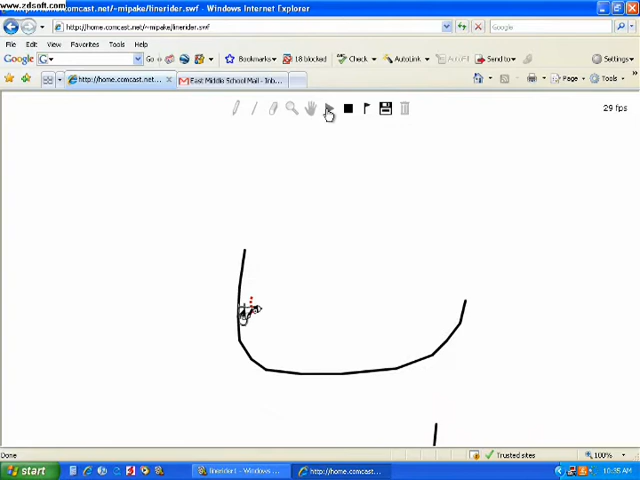 www.zdsoft.com
.comcast.net/~mipake/linerider.swf - Windows Internet Explorer
http://home.comcast.net/~mipake/linerider.swf
Google
File Edit View Favorites Tools Help
Google G Go Bookmarks 18 blocked Check AutoLink AutoFill Send to Settings
http://home.comcast.net... East Middle School Mail - Inb... Page Tools
29 fps
Done Trusted sites 100%
start linerider1 - Windows ... http://home.comcast.... 10:35 AM